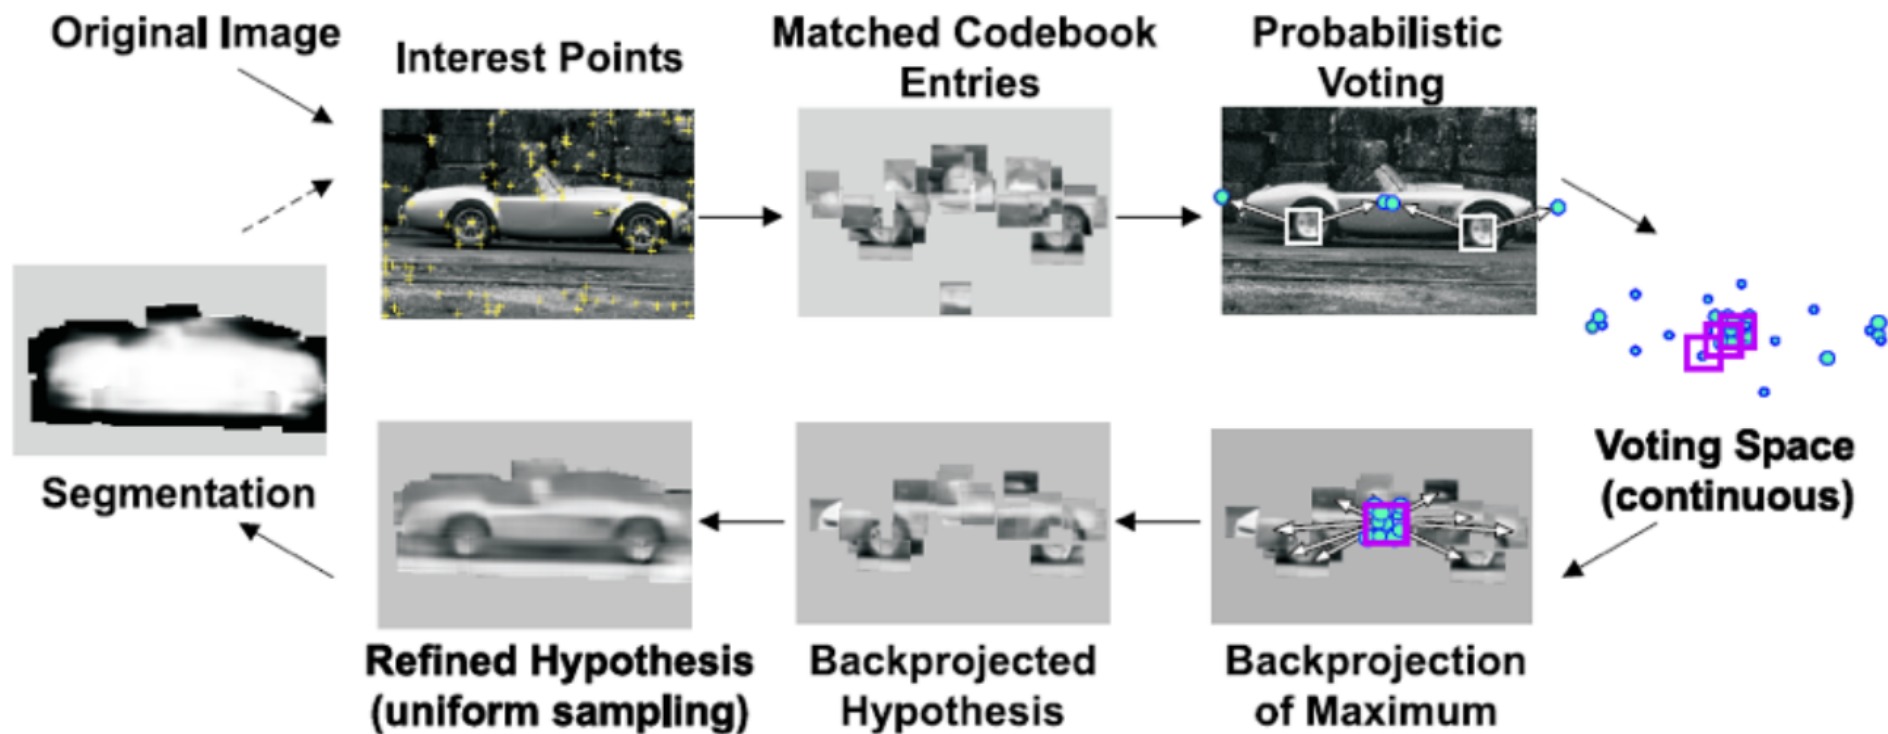 Original Image
Interest Points
Matched Codebook
Entries
Probabilistic
Voting
Voting Space
(continuous)
Segmentation
Refined Hypothesis
(uniform sampling)
Backprojected
Hypothesis
Backprojection
of Maximum